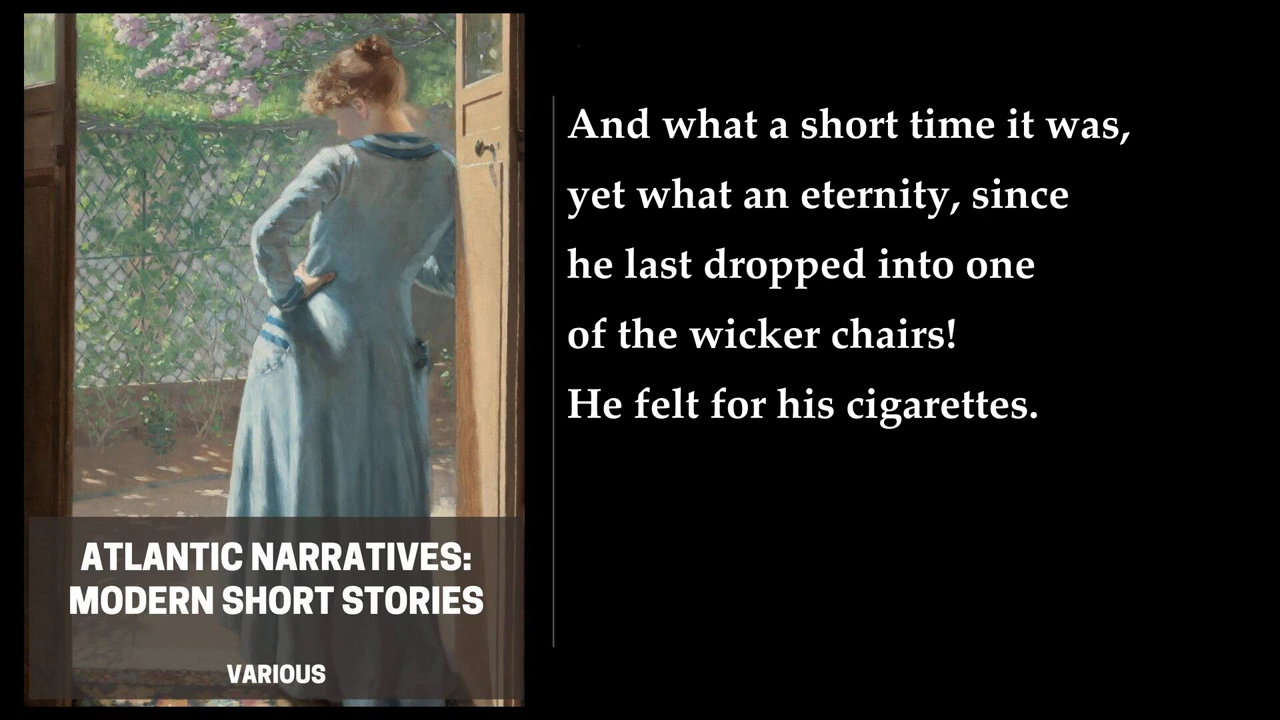 And what a short time it was,
yet what an eternity, since
he last dropped into one
of the wicker chairs!
He felt for his cigarettes.
ATLANTIC NARRATIVES:
MODERN SHORT STORIES
VARIOUS